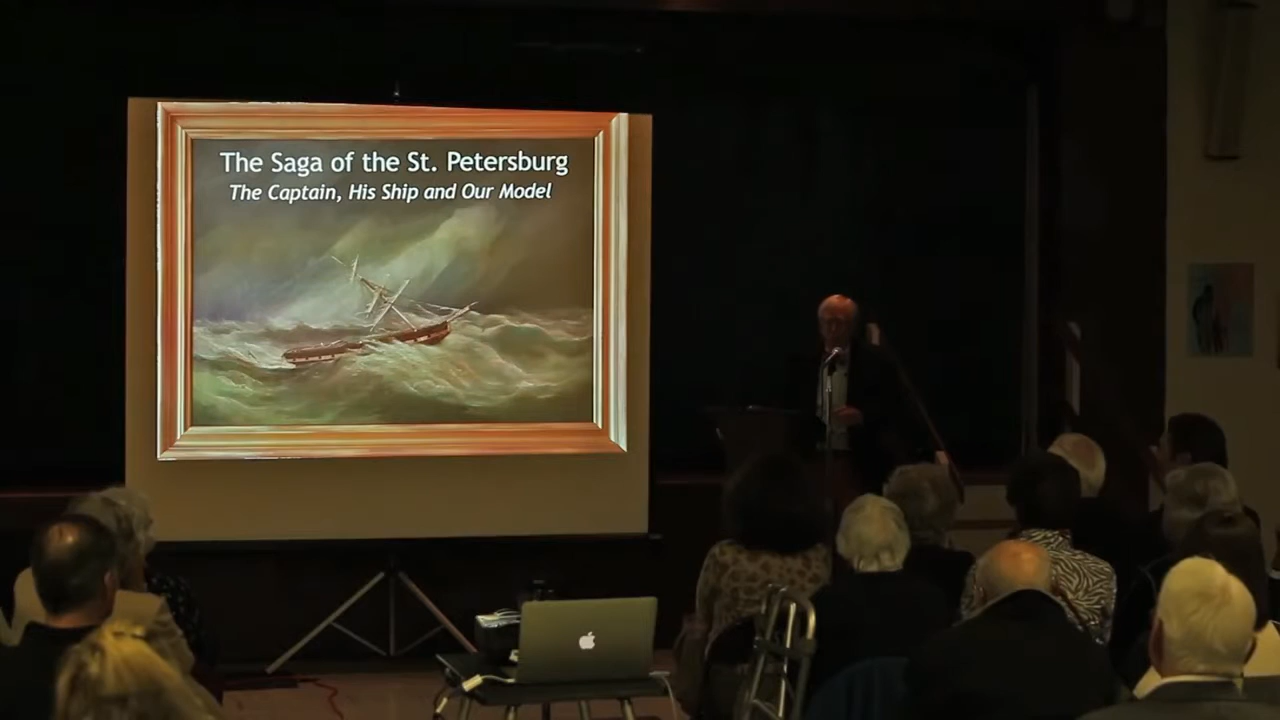 The Saga of the St. Petersburg
The Captain, His Ship and Our Model